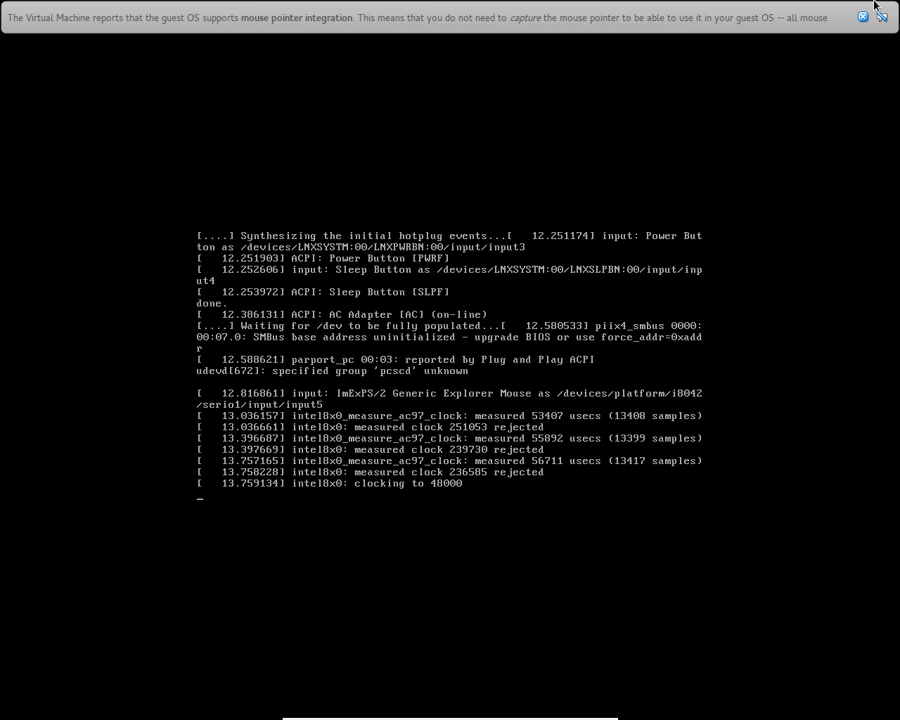 The Virtual Machine reports that the guest OS supports mouse pointer integration. This means that you do not need to capture the mouse pointer to be able to use it in your guest OS -- all mouse
[....] Synthesizing the initial hotplug events...[   12.251174] input: Power But
ton as /devices/LNXSYSTM:00/LNXPWRBN:00/input/input3
[   12.251903] ACPI: Power Button [PWRF]
[   12.252606] input: Sleep Button as /devices/LNXSYSTM:00/LNXSLPBN:00/input/inp
ut4
[   12.253972] ACPI: Sleep Button [SLPF]
done.
[   12.386131] ACPI: AC Adapter [AC] (on-line)
[....] Waiting for /dev to be fully populated...[   12.580533] piix4_smbus 0000:
00:07.0: SMBus base address uninitialized - upgrade BIOS or use force_addr=0xadd
r
[   12.588621] parport_pc 00:03: reported by Plug and Play ACPI
udevd[672]: specified group 'pcscd' unknown
[   12.816861] input: ImExPS/2 Generic Explorer Mouse as /devices/platform/i8042
/serio1/input/input5
[   13.036157] intel8x0_measure_ac97_clock: measured 53407 usecs (13408 samples)
[   13.036661] intel8x0: measured clock 251053 rejected
[   13.396687] intel8x0_measure_ac97_clock: measured 55892 usecs (13399 samples)
[   13.397669] intel8x0: measured clock 239730 rejected
[   13.757165] intel8x0_measure_ac97_clock: measured 56711 usecs (13417 samples)
[   13.758228] intel8x0: measured clock 236585 rejected
[   13.759134] intel8x0: clocking to 48000
_